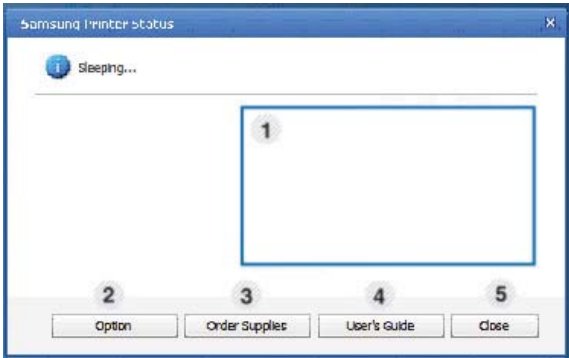 Samsung Printer Status
Sleeping...
1
2 3 4 5
Option Order Supplies User's Guide Close